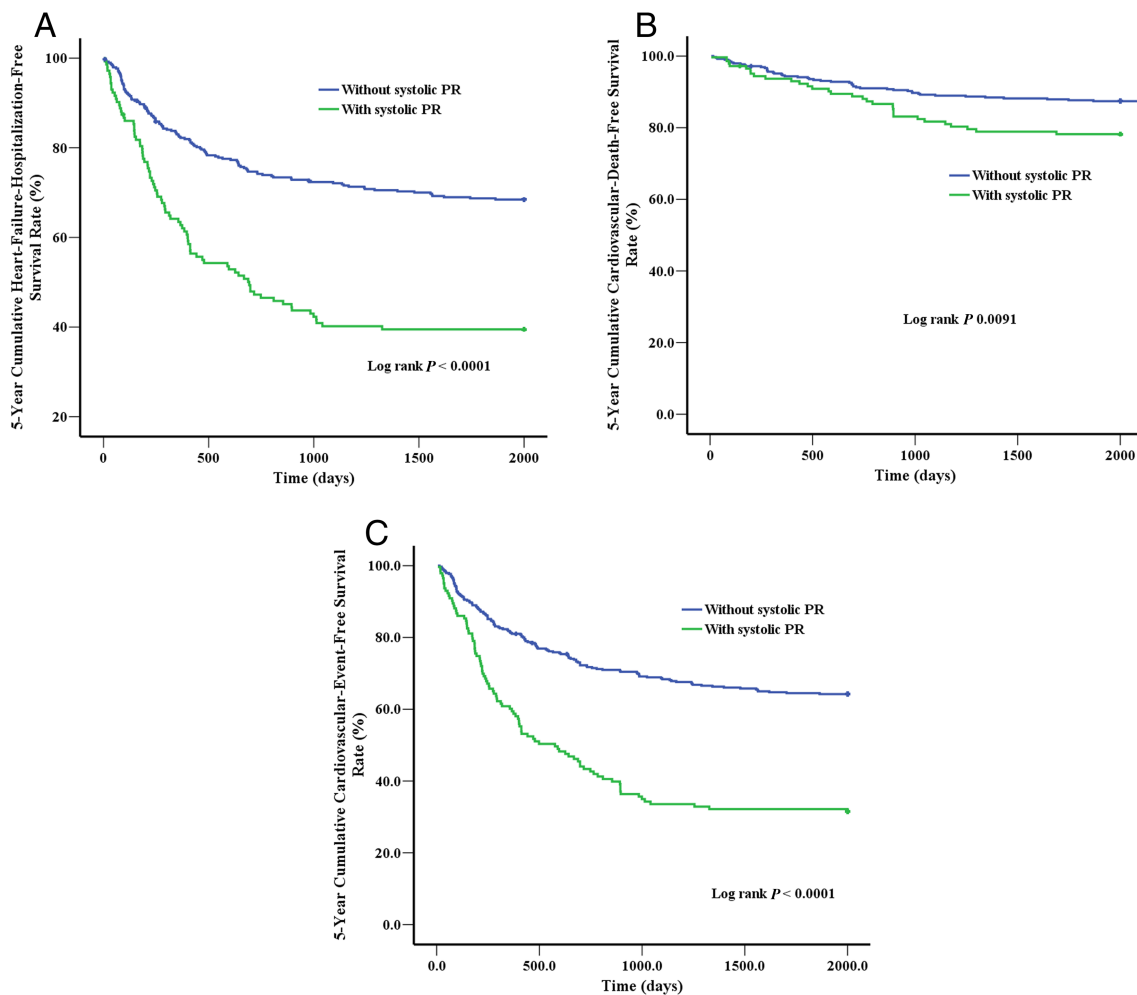 A
5-Year Cumulative Heart-Failure-Hospitalization-Free
Survival Rate (%)
100
80
60
40
20
Without systolic PR
With systolic PR
Log rank P < 0.0001
0
500
1000
1500
2000
Time (days)
B
5-Year Cumulative Cardiovascular-Death-Free Survival
Rate (%)
100.0
80.0
60.0
40.0
20.0
0.0
Without systolic PR
With systolic PR
Log rank P 0.0091
0
500
1000
1500
2000
Time (days)
C
5-Year Cumulative Cardiovascular-Event-Free Survival
Rate (%)
100.0
80.0
60.0
40.0
20.0
0.0
Without systolic PR
With systolic PR
Log rank P < 0.0001
0.0
500.0
1000.0
1500.0
2000.0
Time (days)